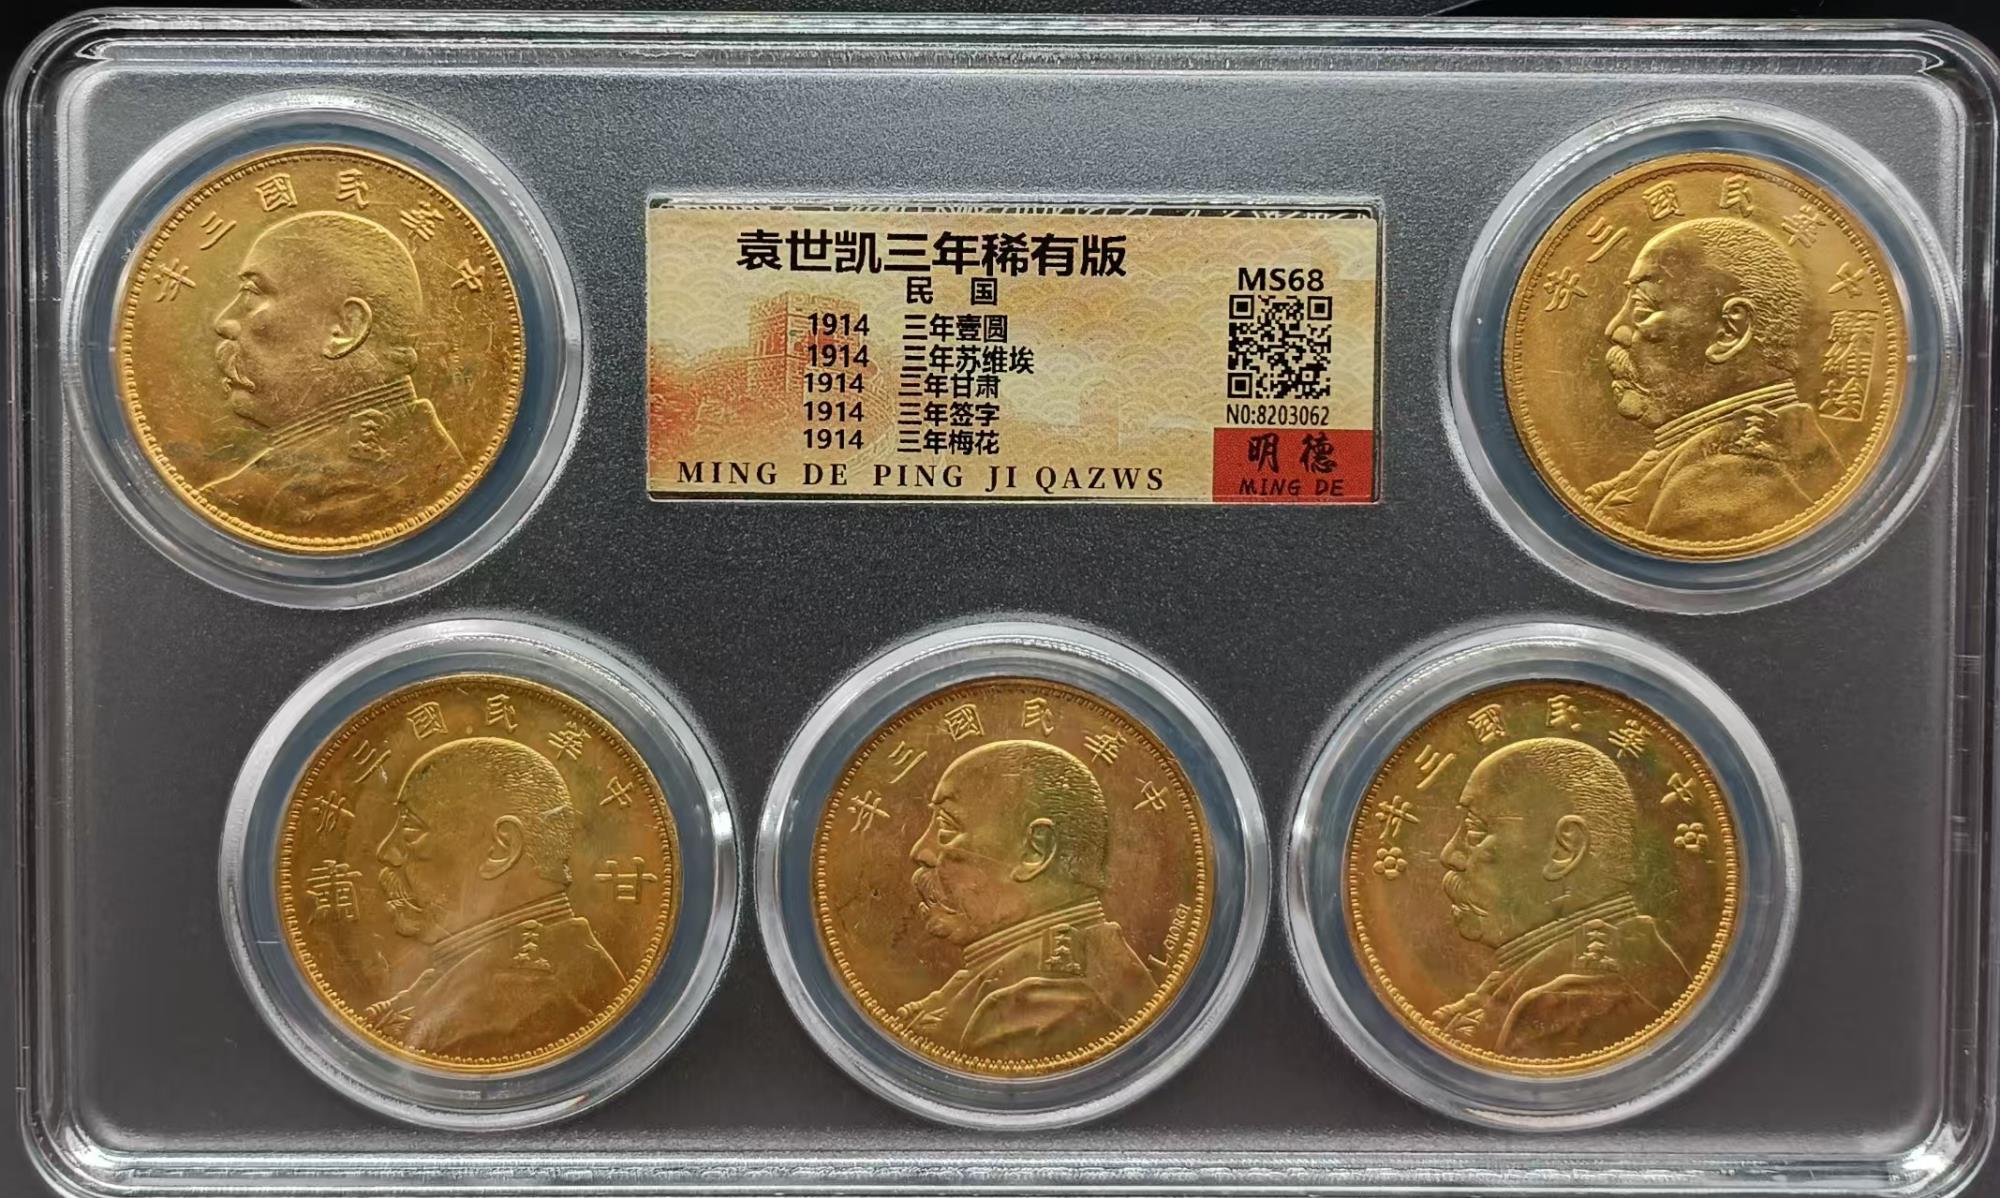 中華民國三年
袁世凯三年稀有版
民 国
1914 三年壹圆
1914 三年苏维埃
1914 三年甘肃
1914 三年签字
1914 三年梅花
MING DE PING JI QAZWS
MS68
NO:8203062
明德
MING DE
中華民國三年
蘇維埃
中華民國三年
甘肅
中華民國三年
L.GIORGI
中華民國三年